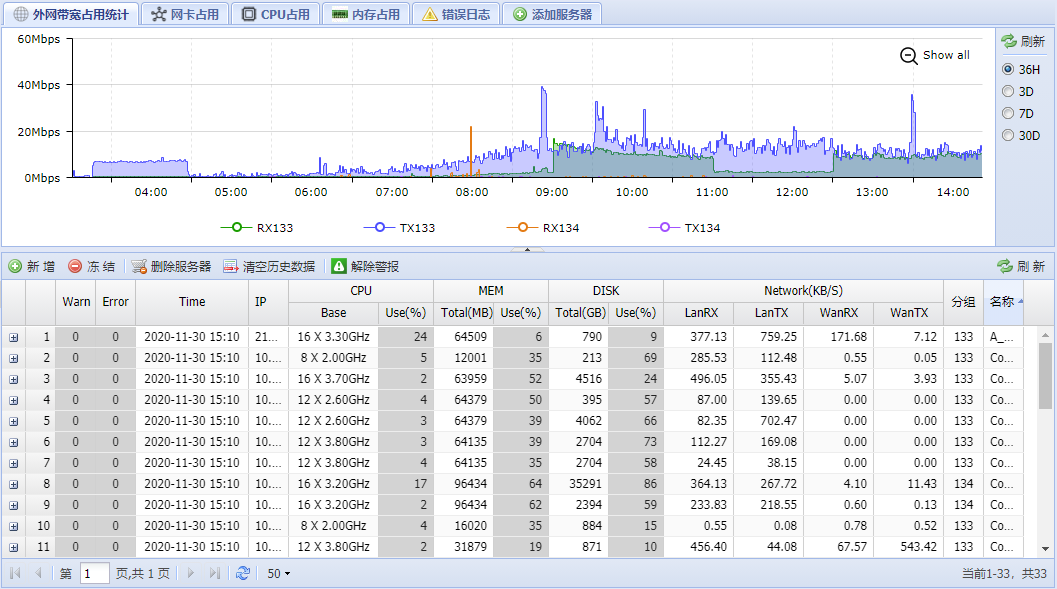 外网带宽占用统计 网卡占用 CPU占用 内存占用 错误日志 添加服务器
60Mbps
40Mbps
20Mbps
0Mbps
Show all
04:00 05:00 06:00 07:00 08:00 09:00 10:00 11:00 12:00 13:00 14:00
RX133 TX133 RX134 TX134
刷新
36H
3D
7D
30D
新 增 冻 结 删除服务器 清空历史数据 解除警报 刷 新
Warn Error Time IP CPU MEM DISK Network(KB/S) 分组 名称
Base Use(%) Total(MB) Use(%) Total(GB) Use(%) LanRX LanTX WanRX WanTX
1 0 0 2020-11-30 15:10 21... 16 X 3.30GHz 24 64509 6 790 9 377.13 759.25 171.68 7.12 133 A_...
2 0 0 2020-11-30 15:10 10.... 8 X 2.00GHz 5 12001 35 213 69 285.53 112.48 0.55 0.05 133 Co...
3 0 0 2020-11-30 15:10 10.... 16 X 3.70GHz 2 63959 52 4516 24 496.05 355.43 5.07 3.93 133 Co...
4 0 0 2020-11-30 15:10 10.... 12 X 2.60GHz 4 64379 50 395 57 87.00 139.65 0.00 0.00 133 Co...
5 0 0 2020-11-30 15:10 10.... 12 X 2.60GHz 3 64379 39 4062 66 82.35 702.47 0.00 0.00 133 Co...
6 0 0 2020-11-30 15:10 10.... 12 X 3.80GHz 3 64135 39 2704 73 112.27 169.08 0.00 0.00 133 Co...
7 0 0 2020-11-30 15:10 10.... 12 X 3.80GHz 4 64135 35 2704 58 24.45 38.15 0.00 0.00 133 Co...
8 0 0 2020-11-30 15:10 10.... 16 X 3.20GHz 17 96434 64 35291 86 364.13 267.72 4.10 11.43 134 Co...
9 0 0 2020-11-30 15:10 10.... 16 X 3.20GHz 2 96434 62 2394 59 233.83 218.55 0.60 0.13 134 Co...
10 0 0 2020-11-30 15:10 10.... 8 X 2.00GHz 4 16020 35 884 15 0.55 0.08 0.78 0.52 133 Co...
11 0 0 2020-11-30 15:10 10.... 12 X 3.80GHz 2 31879 19 871 10 456.40 44.08 67.57 543.42 133 Co...
第 1 页,共 1 页 50 当前1-33，共33